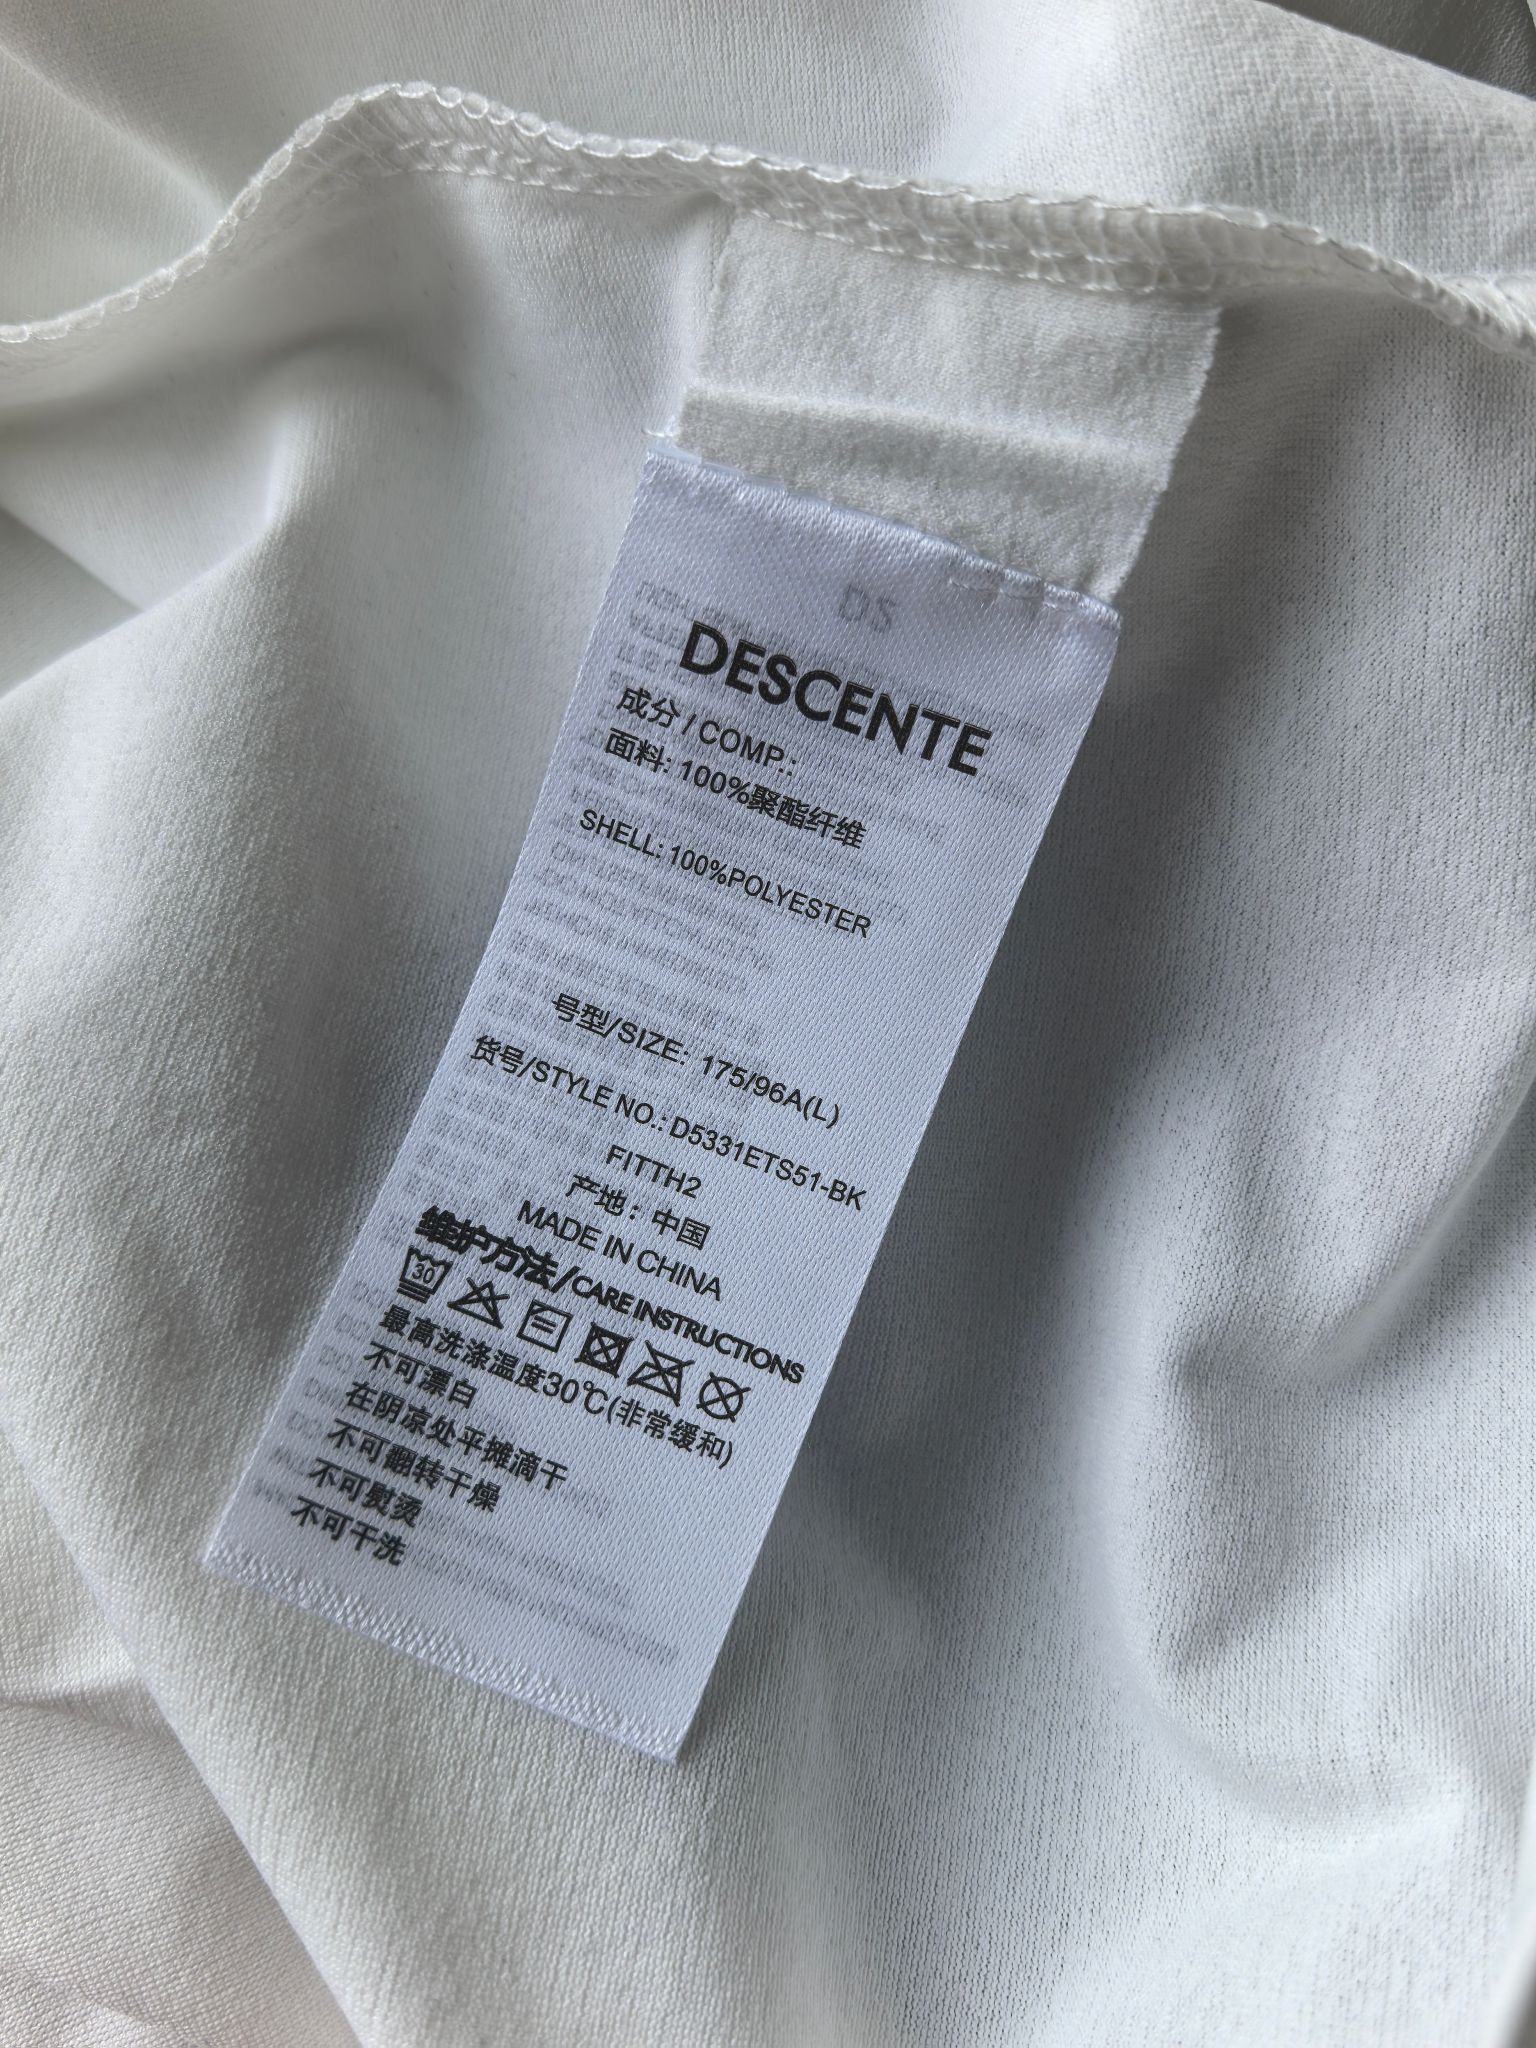 DS
DESCENTE
成分 / COMP.:
面料: 100%聚酯纤维
SHELL: 100%POLYESTER
号型/SIZE: 175/96A(L)
货号/STYLE NO.: D5331ETS51-BK
FITTH2
产地: 中国
MADE IN CHINA
维护方法/CARE INSTRUCTIONS
30
最高洗涤温度30℃(非常缓和)
不可漂白
在阴凉处平摊滴干
不可翻转干燥
不可熨烫
不可干洗